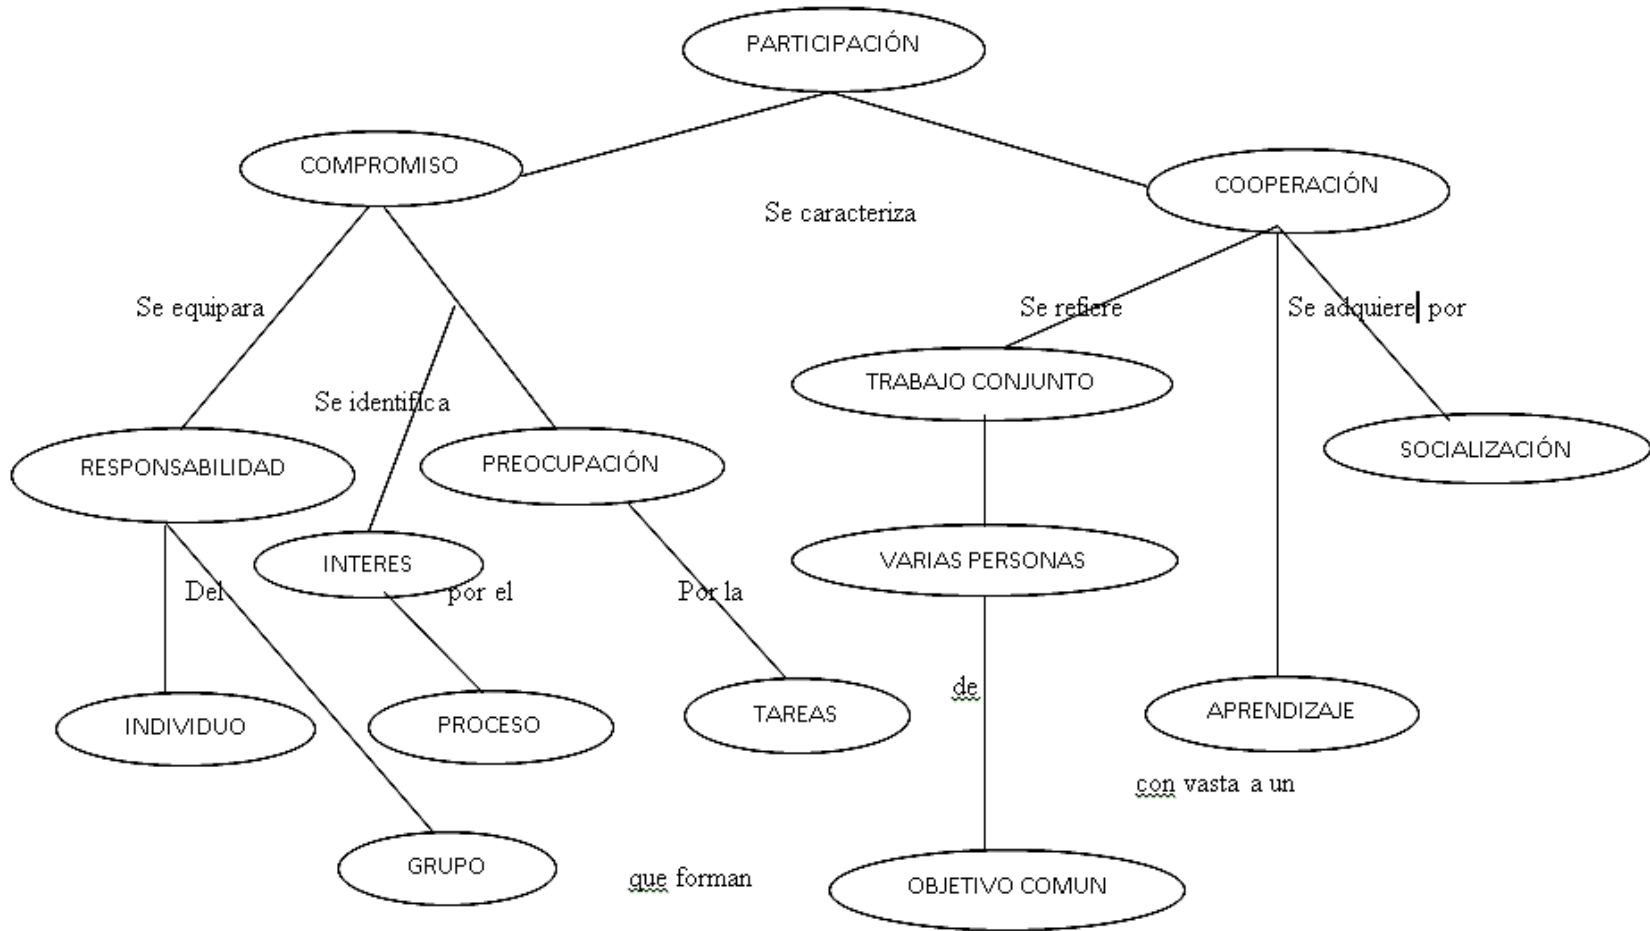 PARTICIPACIÓN
COMPROMISO
COOPERACIÓN
Se caracteriza
Se equipara
Se refiere
Se adquiere por
Se identifica
TRABAJO CONJUNTO
RESPONSABILIDAD
PREOCUPACIÓN
SOCIALIZACIÓN
INTERES
VARIAS PERSONAS
Del
por el
Por la
de
INDIVIDUO
PROCESO
TAREAS
APRENDIZAJE
con vasta a un
GRUPO
que forman
OBJETIVO COMUN